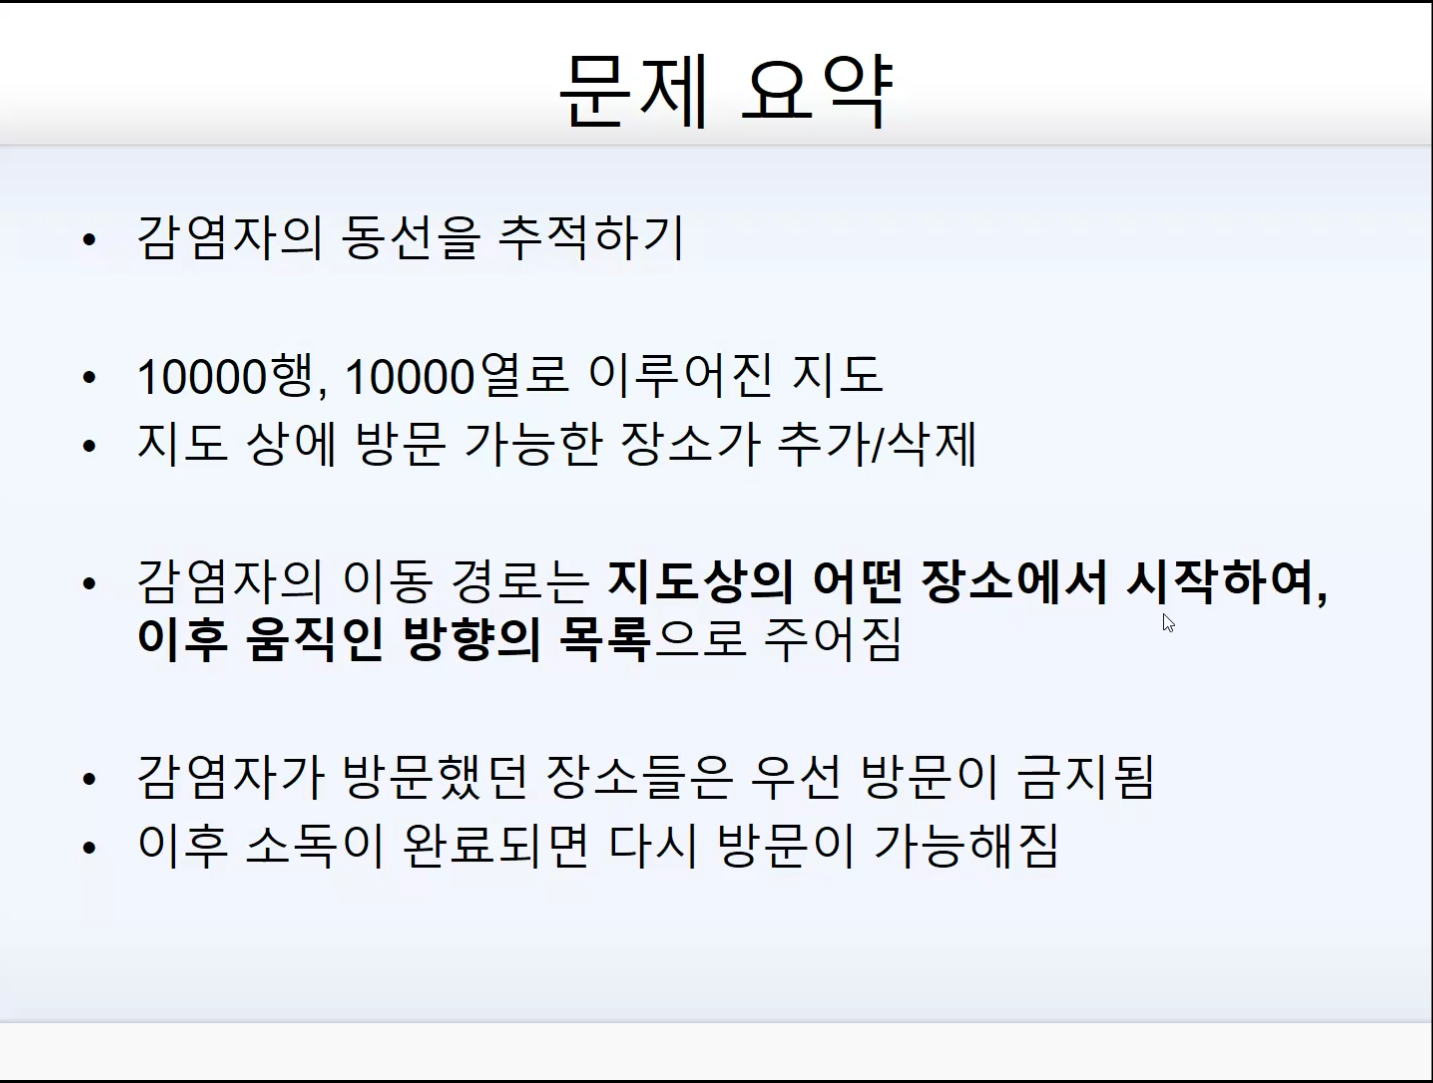 문제 요약
• 감염자의 동선을 추적하기
• 10000행, 10000열로 이루어진 지도
• 지도 상에 방문 가능한 장소가 추가/삭제
• 감염자의 이동 경로는 지도상의 어떤 장소에서 시작하여,
이후 움직인 방향의 목록으로 주어짐
• 감염자가 방문했던 장소들은 우선 방문이 금지됨
• 이후 소독이 완료되면 다시 방문이 가능해짐